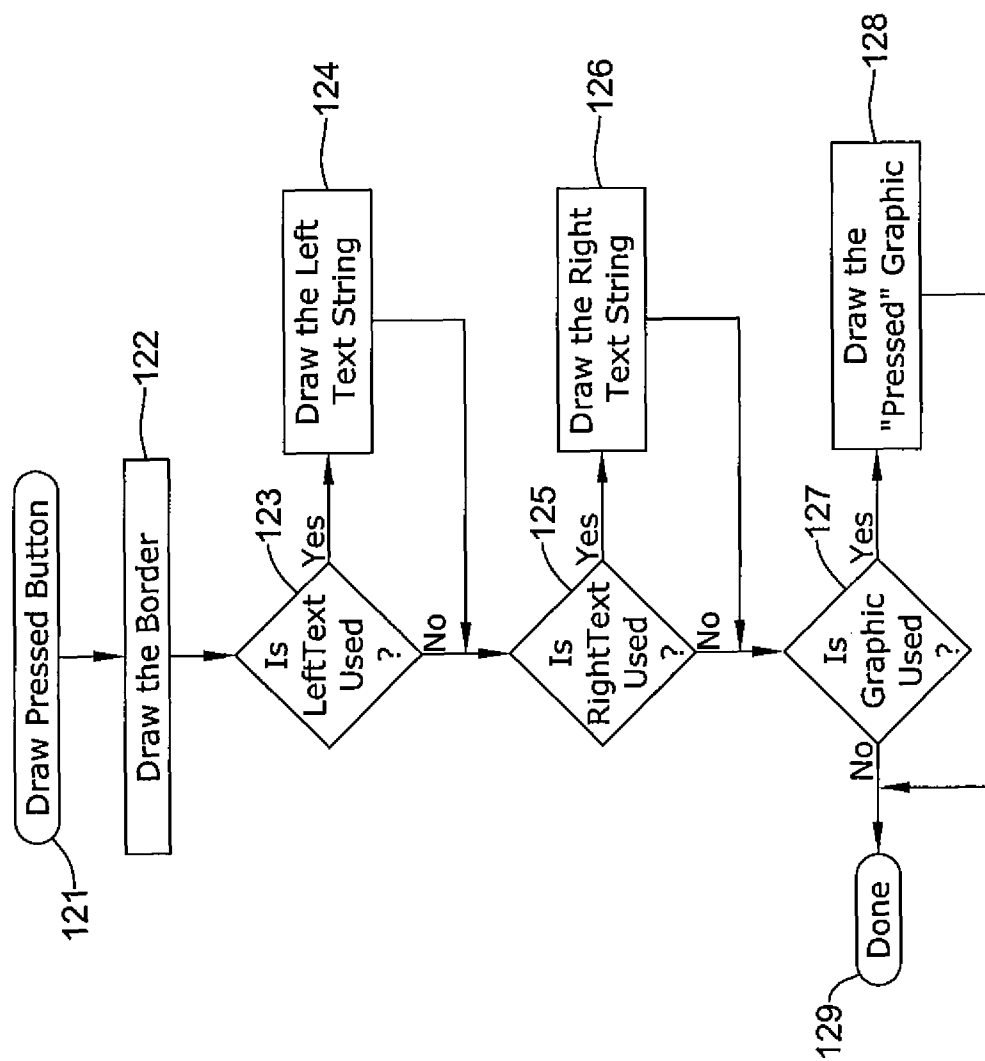 Draw Pressed Button
121
Draw the Border
122
Is
LeftText
Used
?
123
Yes
No
Draw the Left
Text String
124
Is
RightText
Used
?
125
Yes
No
Draw the Right
Text String
126
Is
Graphic
Used
?
127
Yes
No
Draw the
"Pressed" Graphic
128
Done
129